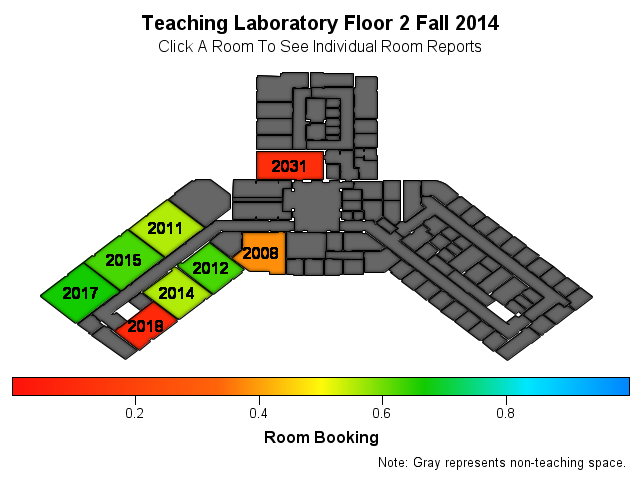 Teaching Laboratory Floor 2 Fall 2014
Click A Room To See Individual Room Reports
2031
2011
2015
2008
2012
2017
2014
2018
0.2 0.4 0.6 0.8
Room Booking
Note: Gray represents non-teaching space.